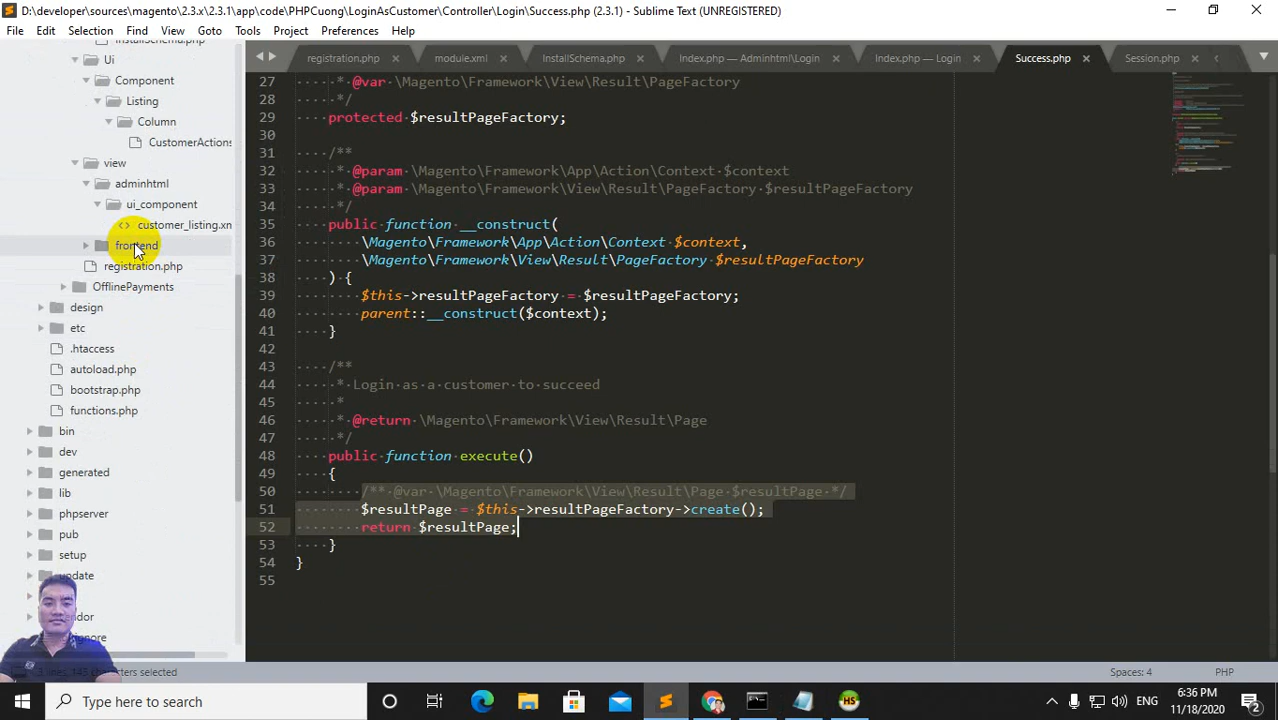 D:\developer\sources\magento\2.3.x\2.3.1\app\code\PHPCuong\LoginAsCustomer\Controller\Login\Success.php (2.3.1) - Sublime Text (UNREGISTERED)
File Edit Selection Find View Goto Tools Project Preferences Help
registration.php module.xml InstallSchema.php Index.php — Adminhtml\Login Index.php — Login Success.php Session.php
InstallSchema.php
Ui
Component
Listing
Column
CustomerActions
view
adminhtml
ui_component
customer_listing.xm
frontend
registration.php
OfflinePayments
design
etc
.htaccess
autoload.php
bootstrap.php
functions.php
bin
dev
generated
lib
phpserver
pub
setup
update
27 * @var \Magento\Framework\View\Result\PageFactory
28 */
29 protected $resultPageFactory;
30
31 /**
32 * @param \Magento\Framework\App\Action\Context $context
33 * @param \Magento\Framework\View\Result\PageFactory $resultPageFactory
34 */
35 public function __construct(
36 \Magento\Framework\App\Action\Context $context,
37 \Magento\Framework\View\Result\PageFactory $resultPageFactory
38 ) {
39 $this->resultPageFactory = $resultPageFactory;
40 parent::__construct($context);
41 }
42
43 /**
44 * Login as a customer to succeed
45 *
46 * @return \Magento\Framework\View\Result\Page
47 */
48 public function execute()
49 {
50 /** @var \Magento\Framework\View\Result\Page $resultPage */
51 $resultPage = $this->resultPageFactory->create();
52 return $resultPage;
53 }
54 }
55
characters selected
Spaces: 4 PHP
Type here to search
ENG
6:36 PM
11/18/2020
2